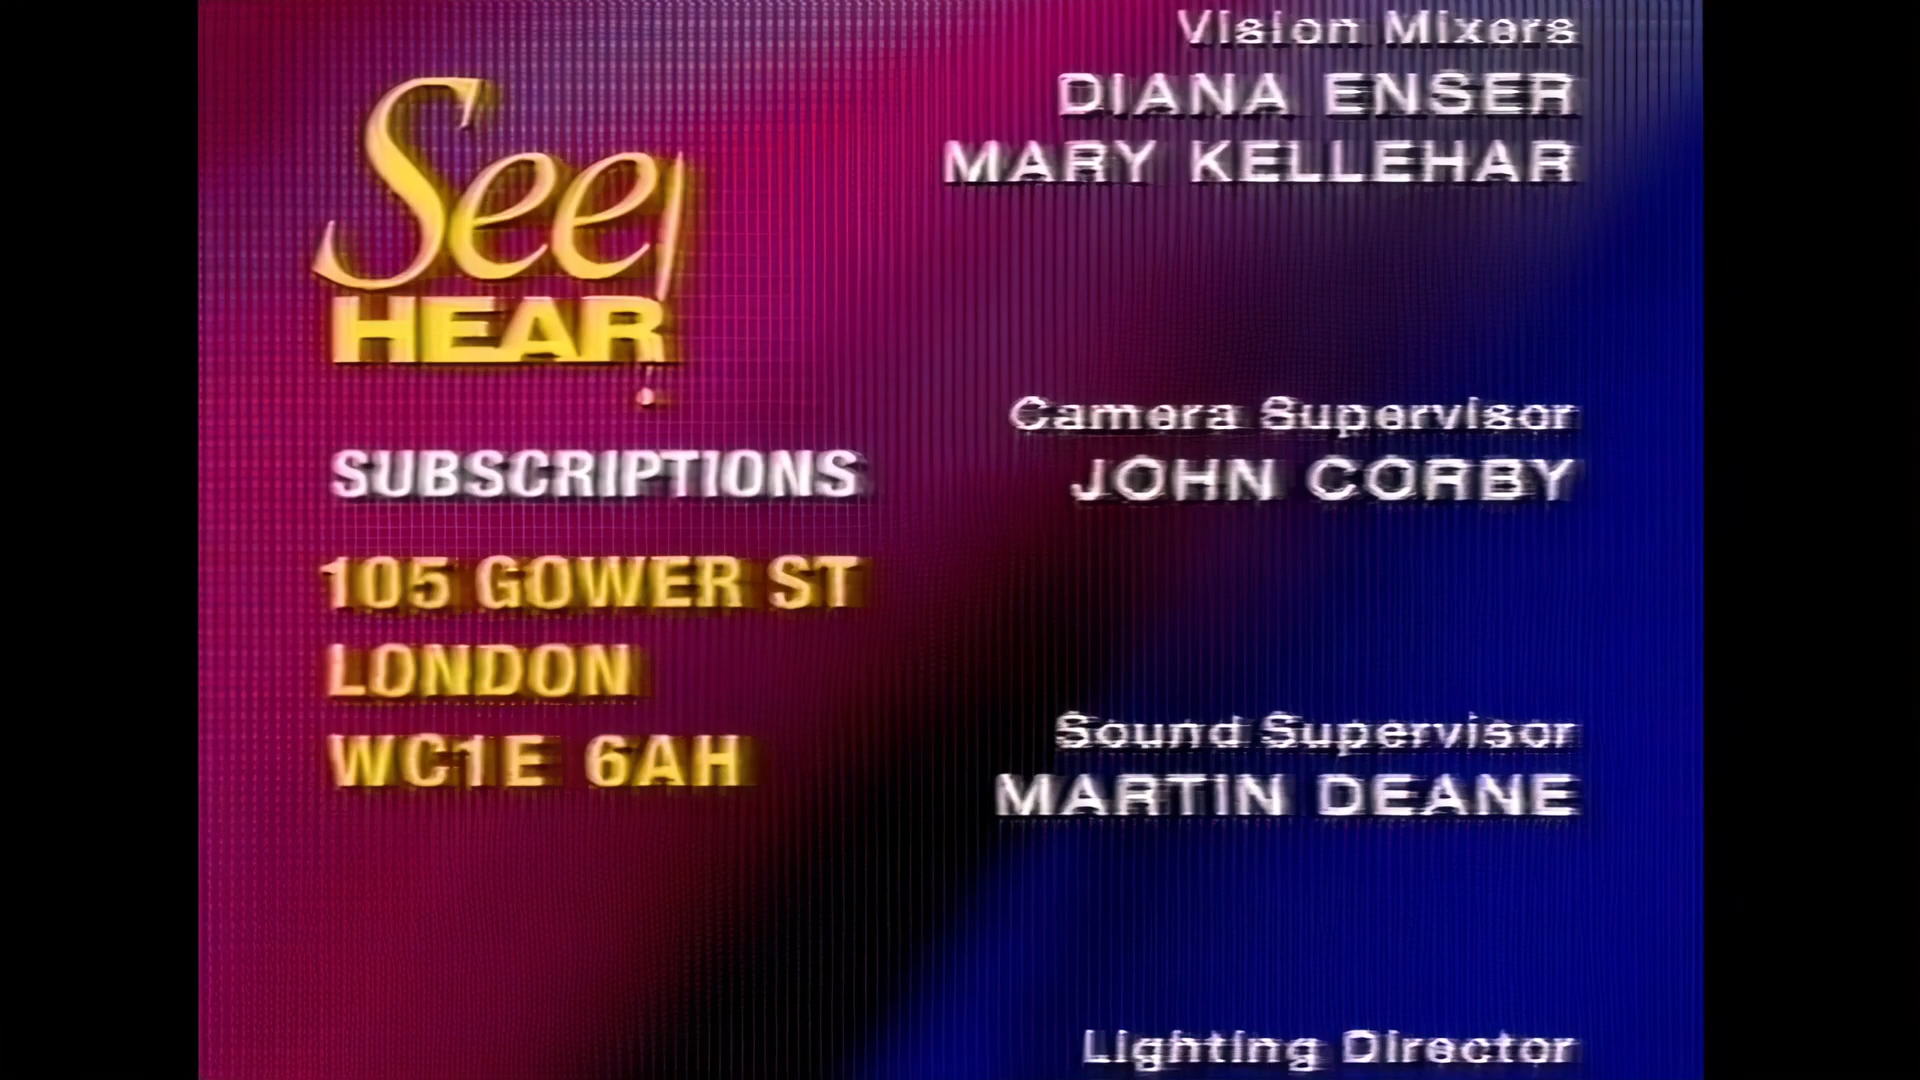 See
HEAR!
SUBSCRIPTIONS
105 GOWER ST
LONDON
WC1E 6AH
Vision Mixers
DIANA ENSER
MARY KELLEHAR
Camera Supervisor
JOHN CORBY
Sound Supervisor
MARTIN DEANE
Lighting Director